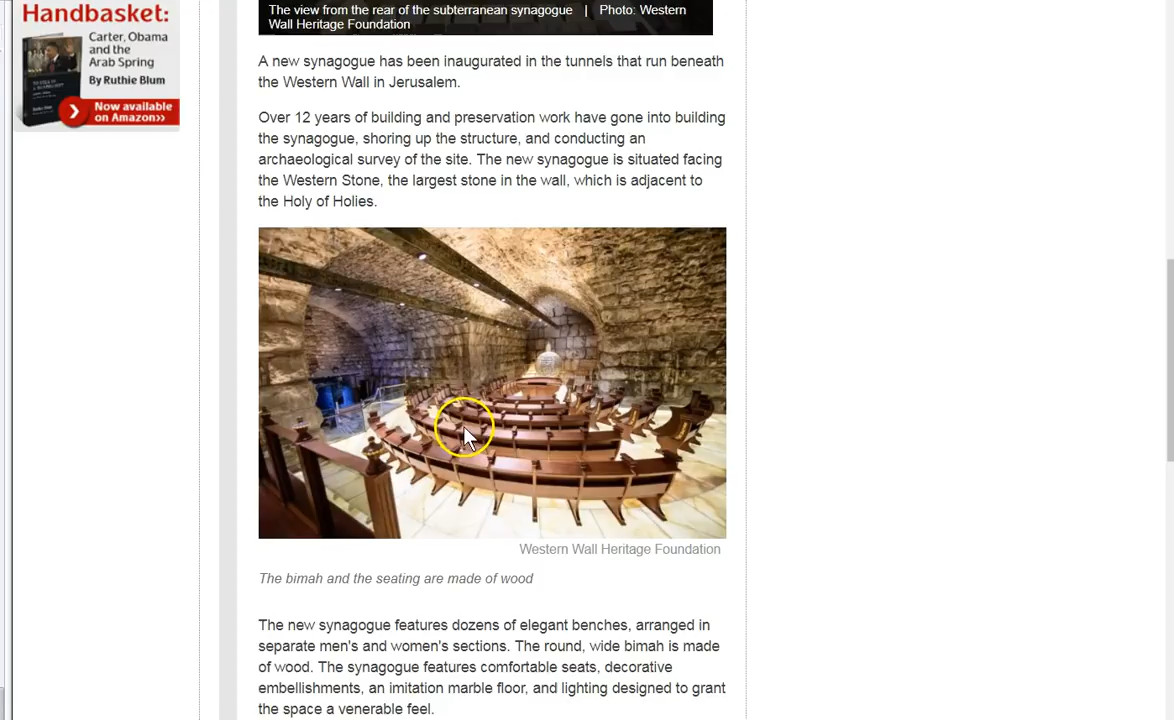 Handbasket:
Carter, Obama
and the
Arab Spring
By Ruthie Blum
Now available
on Amazon>>
The view from the rear of the subterranean synagogue | Photo: Western
Wall Heritage Foundation
A new synagogue has been inaugurated in the tunnels that run beneath
the Western Wall in Jerusalem.
Over 12 years of building and preservation work have gone into building
the synagogue, shoring up the structure, and conducting an
archaeological survey of the site. The new synagogue is situated facing
the Western Stone, the largest stone in the wall, which is adjacent to
the Holy of Holies.
Western Wall Heritage Foundation
The bimah and the seating are made of wood
The new synagogue features dozens of elegant benches, arranged in
separate men's and women's sections. The round, wide bimah is made
of wood. The synagogue features comfortable seats, decorative
embellishments, an imitation marble floor, and lighting designed to grant
the space a venerable feel.